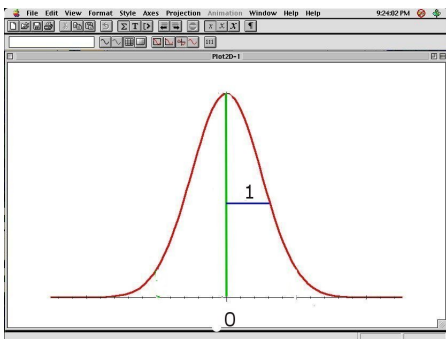 File Edit View Format Style Axes Projection Animation Window Help Help 9:24:02 PM
Σ T x X X ¶
Plot2D-1
1
0